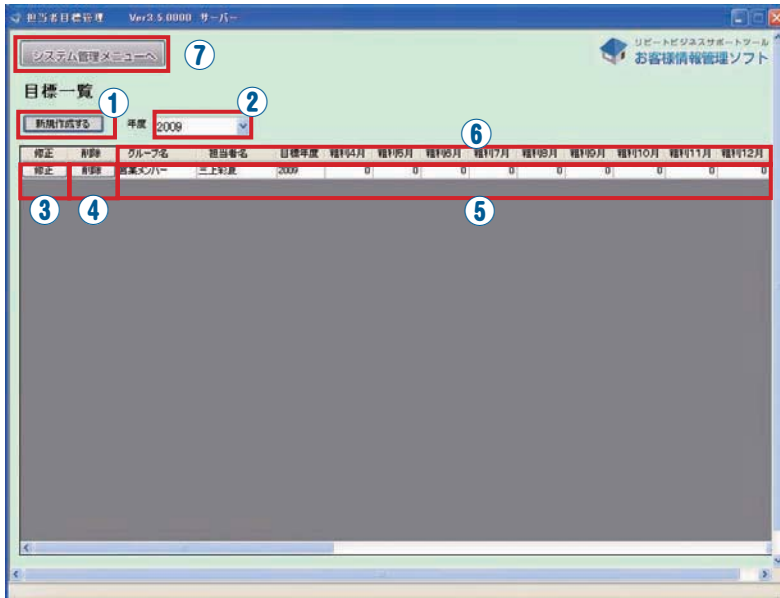 担当者目標管理 Ver3.5.0000 サーバー
システム管理メニューへ
⑦
リピートビジネスサポートツール
お客様情報管理ソフト
目標一覧
①
②
新規作成する
年度 2009
⑥
修正 削除 グループ名 担当者名 目標年度 粗利4月 粗利5月 粗利6月 粗利7月 粗利8月 粗利9月 粗利10月 粗利11月 粗利12月
修正 削除 営業メンバー 三上彩夏 2009 0 0 0 0 0 0 0 0 0
③
④
⑤